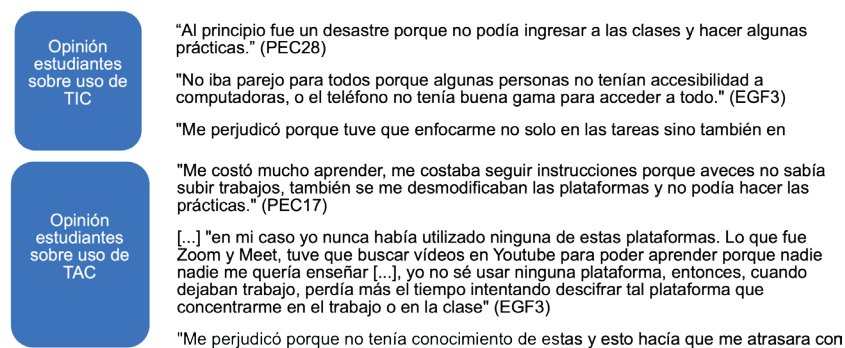 Opinión
estudiantes
sobre uso de
TIC
“Al principio fue un desastre porque no podía ingresar a las clases y hacer algunas
prácticas.” (PEC28)
"No iba parejo para todos porque algunas personas no tenían accesibilidad a
computadoras, o el teléfono no tenía buena gama para acceder a todo." (EGF3)
"Me perjudicó porque tuve que enfocarme no solo en las tareas sino también en
Opinión
estudiantes
sobre uso de
TAC
"Me costó mucho aprender, me costaba seguir instrucciones porque aveces no sabía
subir trabajos, también se me desmodificaban las plataformas y no podía hacer las
prácticas." (PEC17)
[...] "en mi caso yo nunca había utilizado ninguna de estas plataformas. Lo que fue
Zoom y Meet, tuve que buscar vídeos en Youtube para poder aprender porque nadie
nadie me quería enseñar [...], yo no sé usar ninguna plataforma, entonces, cuando
dejaban trabajo, perdía más el tiempo intentando descifrar tal plataforma que
concentrarme en el trabajo o en la clase" (EGF3)
"Me perjudicó porque no tenía conocimiento de estas y esto hacía que me atrasara con